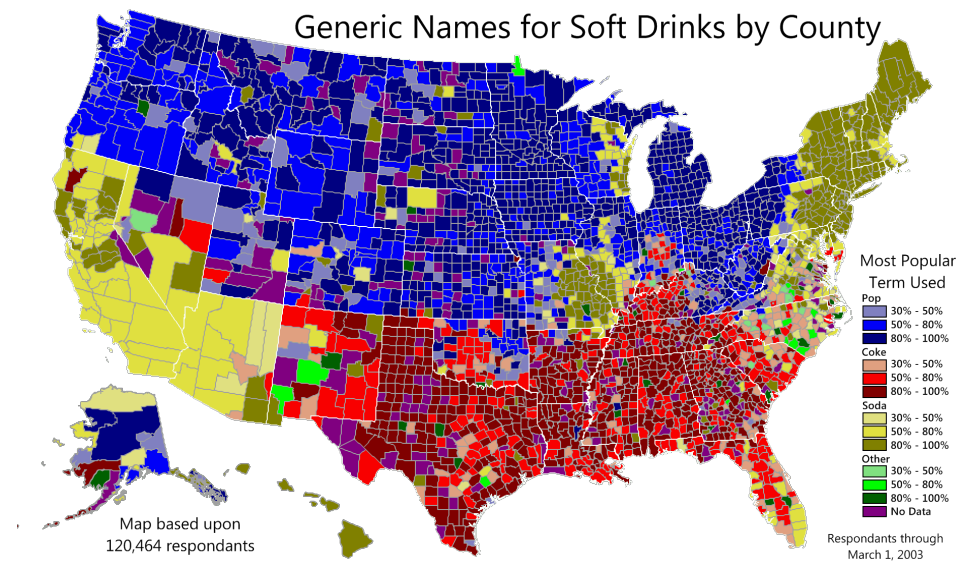 Generic Names for Soft Drinks by County
Most Popular
Term Used
Pop
30% - 50%
50% - 80%
80% - 100%
Coke
30% - 50%
50% - 80%
80% - 100%
Soda
30% - 50%
50% - 80%
80% - 100%
Other
30% - 50%
50% - 80%
80% - 100%
No Data
Map based upon
120,464 respondants
Respondants through
March 1, 2003